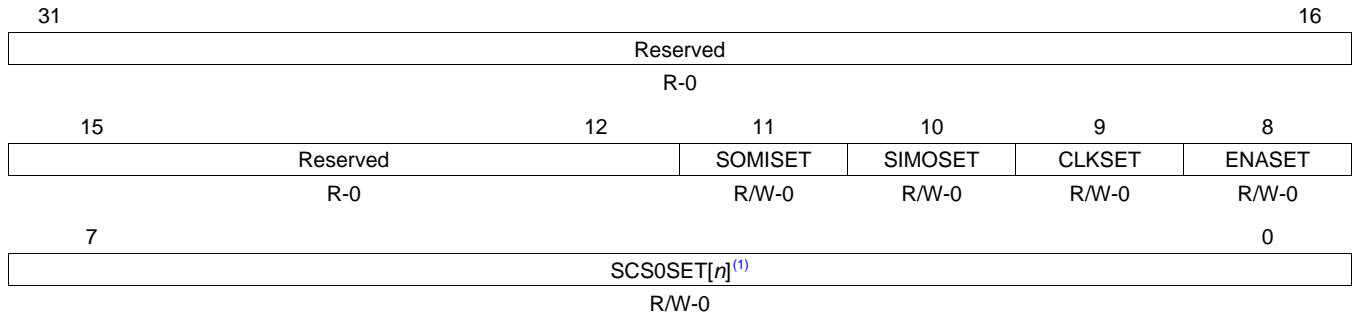 31 16
Reserved
R-0
15 12 11 10 9 8
Reserved SOMISET SIMOSET CLKSET ENASET
R-0 R/W-0 R/W-0 R/W-0 R/W-0
7 0
SCS0SET[n](1)
R/W-0